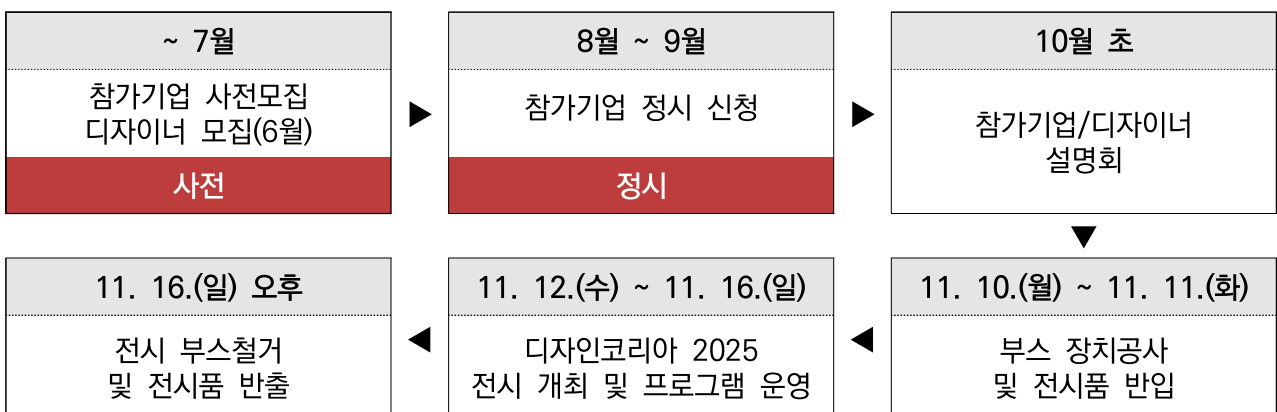 ~ 7월
참가기업 사전모집
디자이너 모집(6월)
사전
8월 ~ 9월
참가기업 정시 신청
정시
10월 초
참가기업/디자이너
설명회
11. 10.(월) ~ 11. 11.(화)
부스 장치공사
및 전시품 반입
11. 12.(수) ~ 11. 16.(일)
디자인코리아 2025
전시 개최 및 프로그램 운영
11. 16.(일) 오후
전시 부스철거
및 전시품 반출